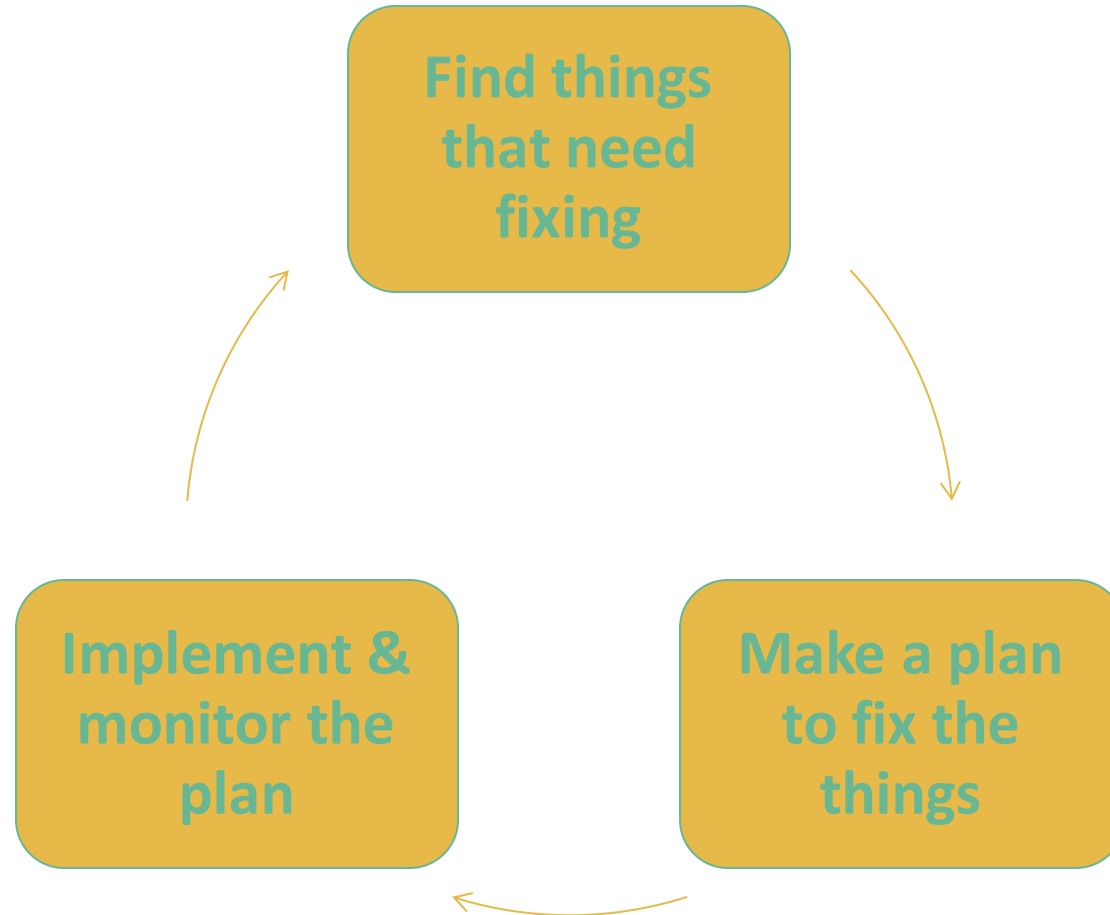 Find things
that need
fixing
Make a plan
to fix the
things
Implement &
monitor the
plan